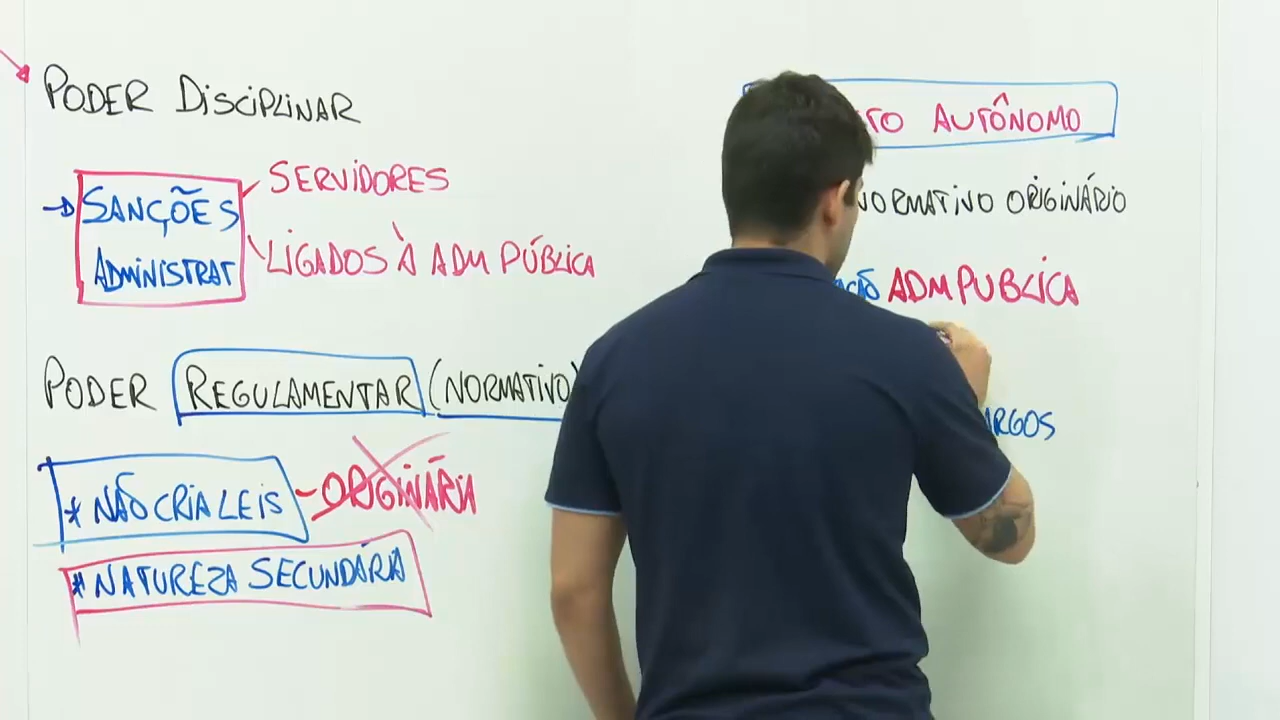 PODER DISCIPLINAR
SANÇÕES
ADMINISTRAT
SERVIDORES
LIGADOS À ADM PÚBLICA
PODER REGULAMENTAR (NORMATIVO)
* NÃO CRIA LEIS - ORIGINÁRIA
* NATUREZA SECUNDÁRIA
AUTÔNOMO
NORMATIVO ORIGINÁRIO
ADM PUBLICA